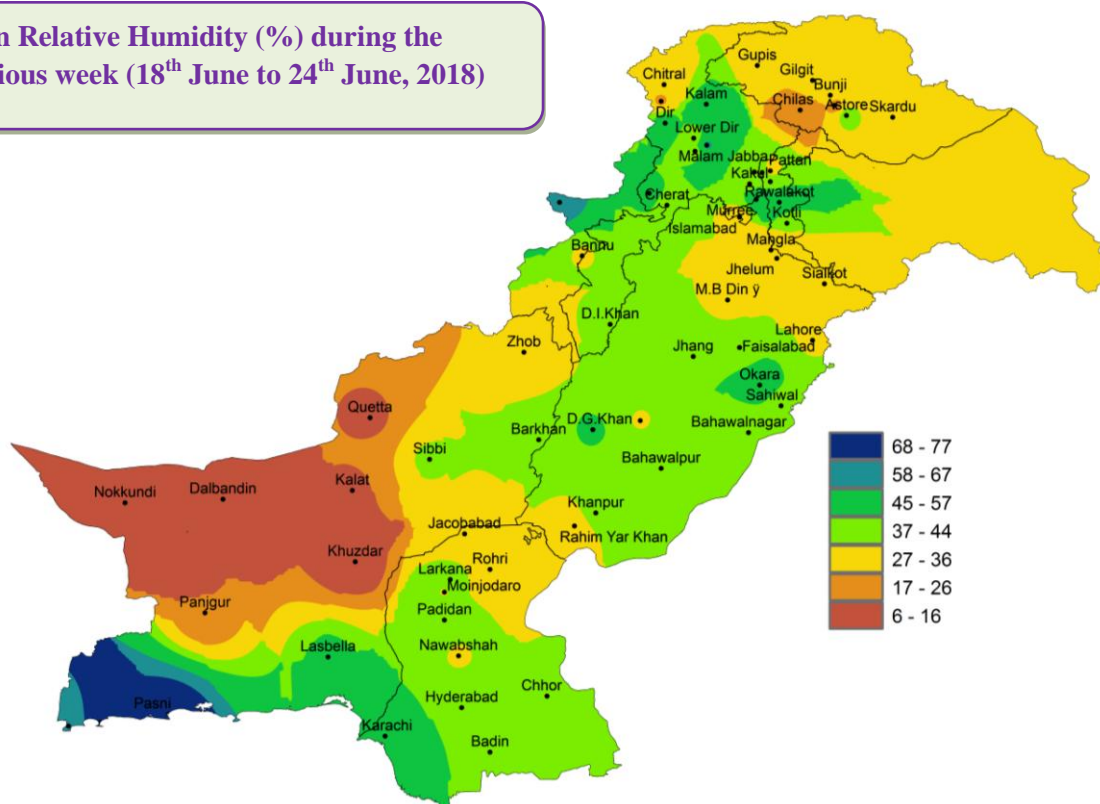 n Relative Humidity (%) during the
ious week (18th June to 24th June, 2018)
Gupis
Gilgit
Chitral
Bunji
Kalam
Chilas
Astore
Skardu
Dir
Lower Dir
Malam Jabba
Pattan
Kakul
Cherat
Rawalakot
Murree
Kotli
Islamabad
Mangla
Bannu
Jhelum
Sialkot
M.B Din ÿ
D.I.Khan
Lahore
Zhob
Jhang
Faisalabad
Okara
Sahiwal
Quetta
D.G.Khan
Bahawalnagar
Barkhan
Sibbi
68 - 77
Bahawalpur
58 - 67
Nokkundi
Dalbandin
Kalat
45 - 57
Khanpur
37 - 44
Jacobabad
Rahim Yar Khan
27 - 36
Khuzdar
Rohri
Larkana
17 - 26
Moinjodaro
Panjgur
Padidan
6 - 16
Lasbella
Nawabshah
Chhor
Pasni
Hyderabad
Karachi
Badin